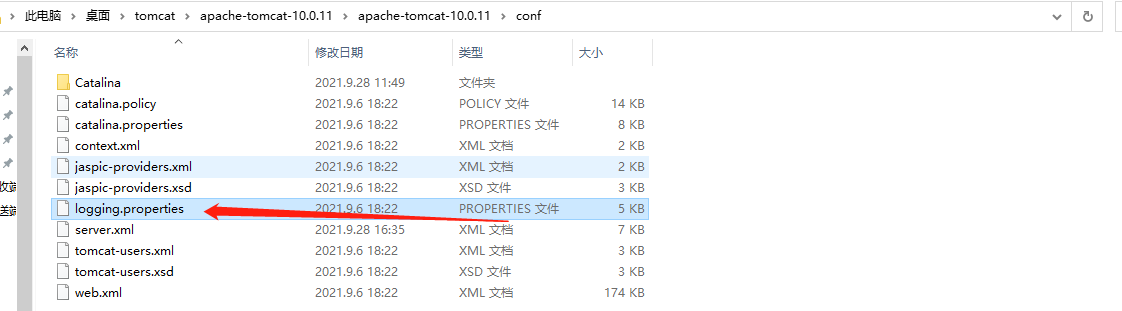 此电脑 > 桌面 > tomcat > apache-tomcat-10.0.11 > apache-tomcat-10.0.11 > conf
名称 修改日期 类型 大小
Catalina 2021.9.28 11:49 文件夹
catalina.policy 2021.9.6 18:22 POLICY 文件 14 KB
catalina.properties 2021.9.6 18:22 PROPERTIES 文件 8 KB
context.xml 2021.9.6 18:22 XML 文档 2 KB
jaspic-providers.xml 2021.9.6 18:22 XML 文档 2 KB
收端
jaspic-providers.xsd 2021.9.6 18:22 XSD 文件 3 KB
送端
logging.properties 2021.9.6 18:22 PROPERTIES 文件 5 KB
server.xml 2021.9.28 16:35 XML 文档 7 KB
tomcat-users.xml 2021.9.6 18:22 XML 文档 3 KB
tomcat-users.xsd 2021.9.6 18:22 XSD 文件 3 KB
web.xml 2021.9.6 18:22 XML 文档 174 KB